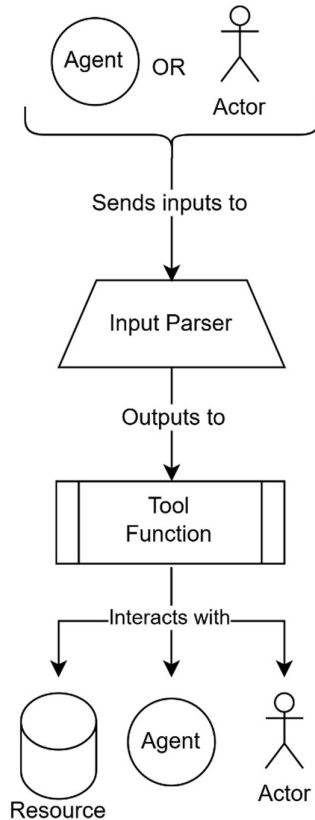 Agent
OR
Actor
Sends inputs to
Input Parser
Outputs to
Tool
Function
Interacts with
Agent
Resource
Actor